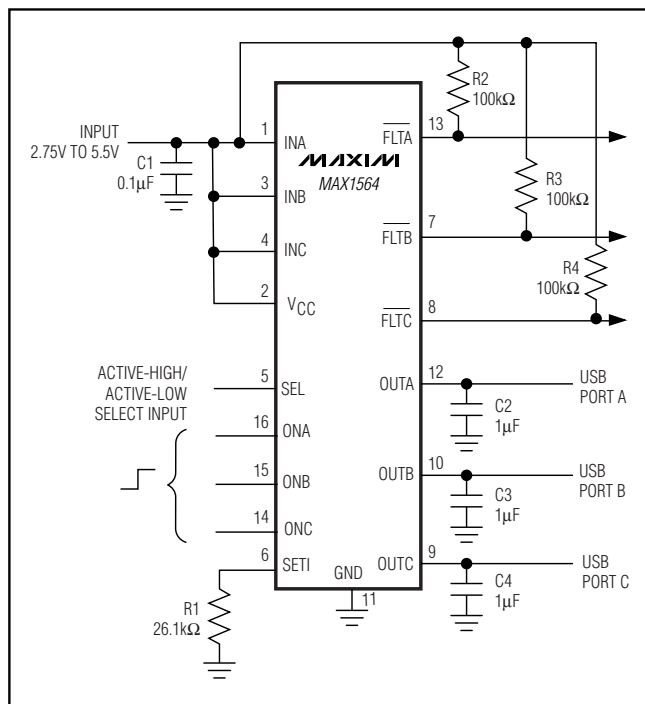 INPUT
2.75V TO 5.5V
C1
0.1µF
1
INA
3
INB
4
INC
2
VCC
ACTIVE-HIGH/
ACTIVE-LOW
SELECT INPUT
5
SEL
16
ONA
15
ONB
14
ONC
6
SETI
R1
26.1kΩ
MAXIM
MAX1564
GND
11
FLTA
13
R2
100kΩ
FLTB
7
R3
100kΩ
FLTC
8
R4
100kΩ
OUTA
12
C2
1µF
USB
PORT A
OUTB
10
C3
1µF
USB
PORT B
OUTC
9
C4
1µF
USB
PORT C